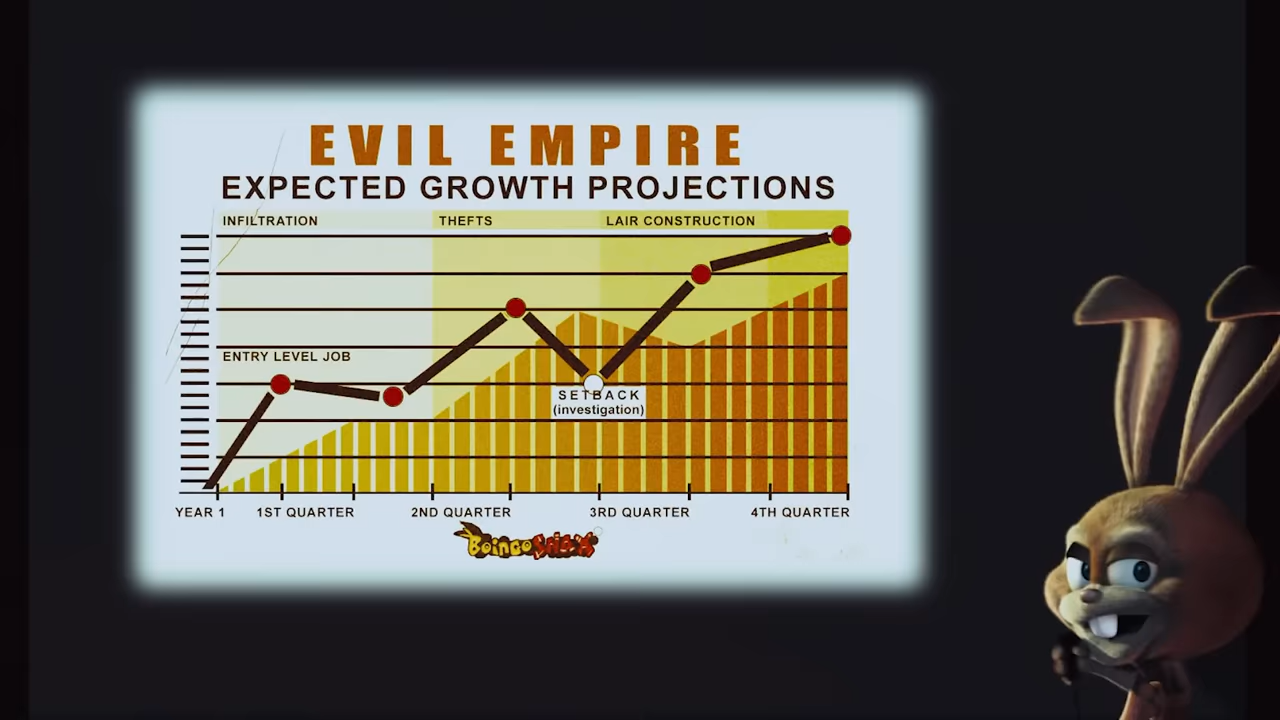 EVIL EMPIRE
EXPECTED GROWTH PROJECTIONS
INFILTRATION
THEFTS
LAIR CONSTRUCTION
ENTRY LEVEL JOB
SETBACK
(investigation)
YEAR 1
1ST QUARTER
2ND QUARTER
3RD QUARTER
4TH QUARTER
Boingo